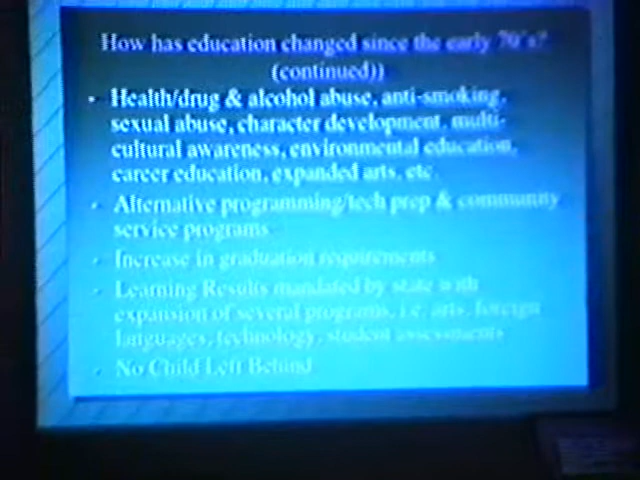 How has education changed since the early 70's?
(continued))
• Health/drug & alcohol abuse, anti-smoking,
sexual abuse, character development, multi-
cultural awareness, environmental education,
career education, expanded arts, etc
• Alternative programming/tech prep & community
service programs
• Increase in graduation requirements
• Learning Results mandated by state with
expansion of several programs, i.e. arts, foreign
languages, technology, student assessments
• No Child Left Behind